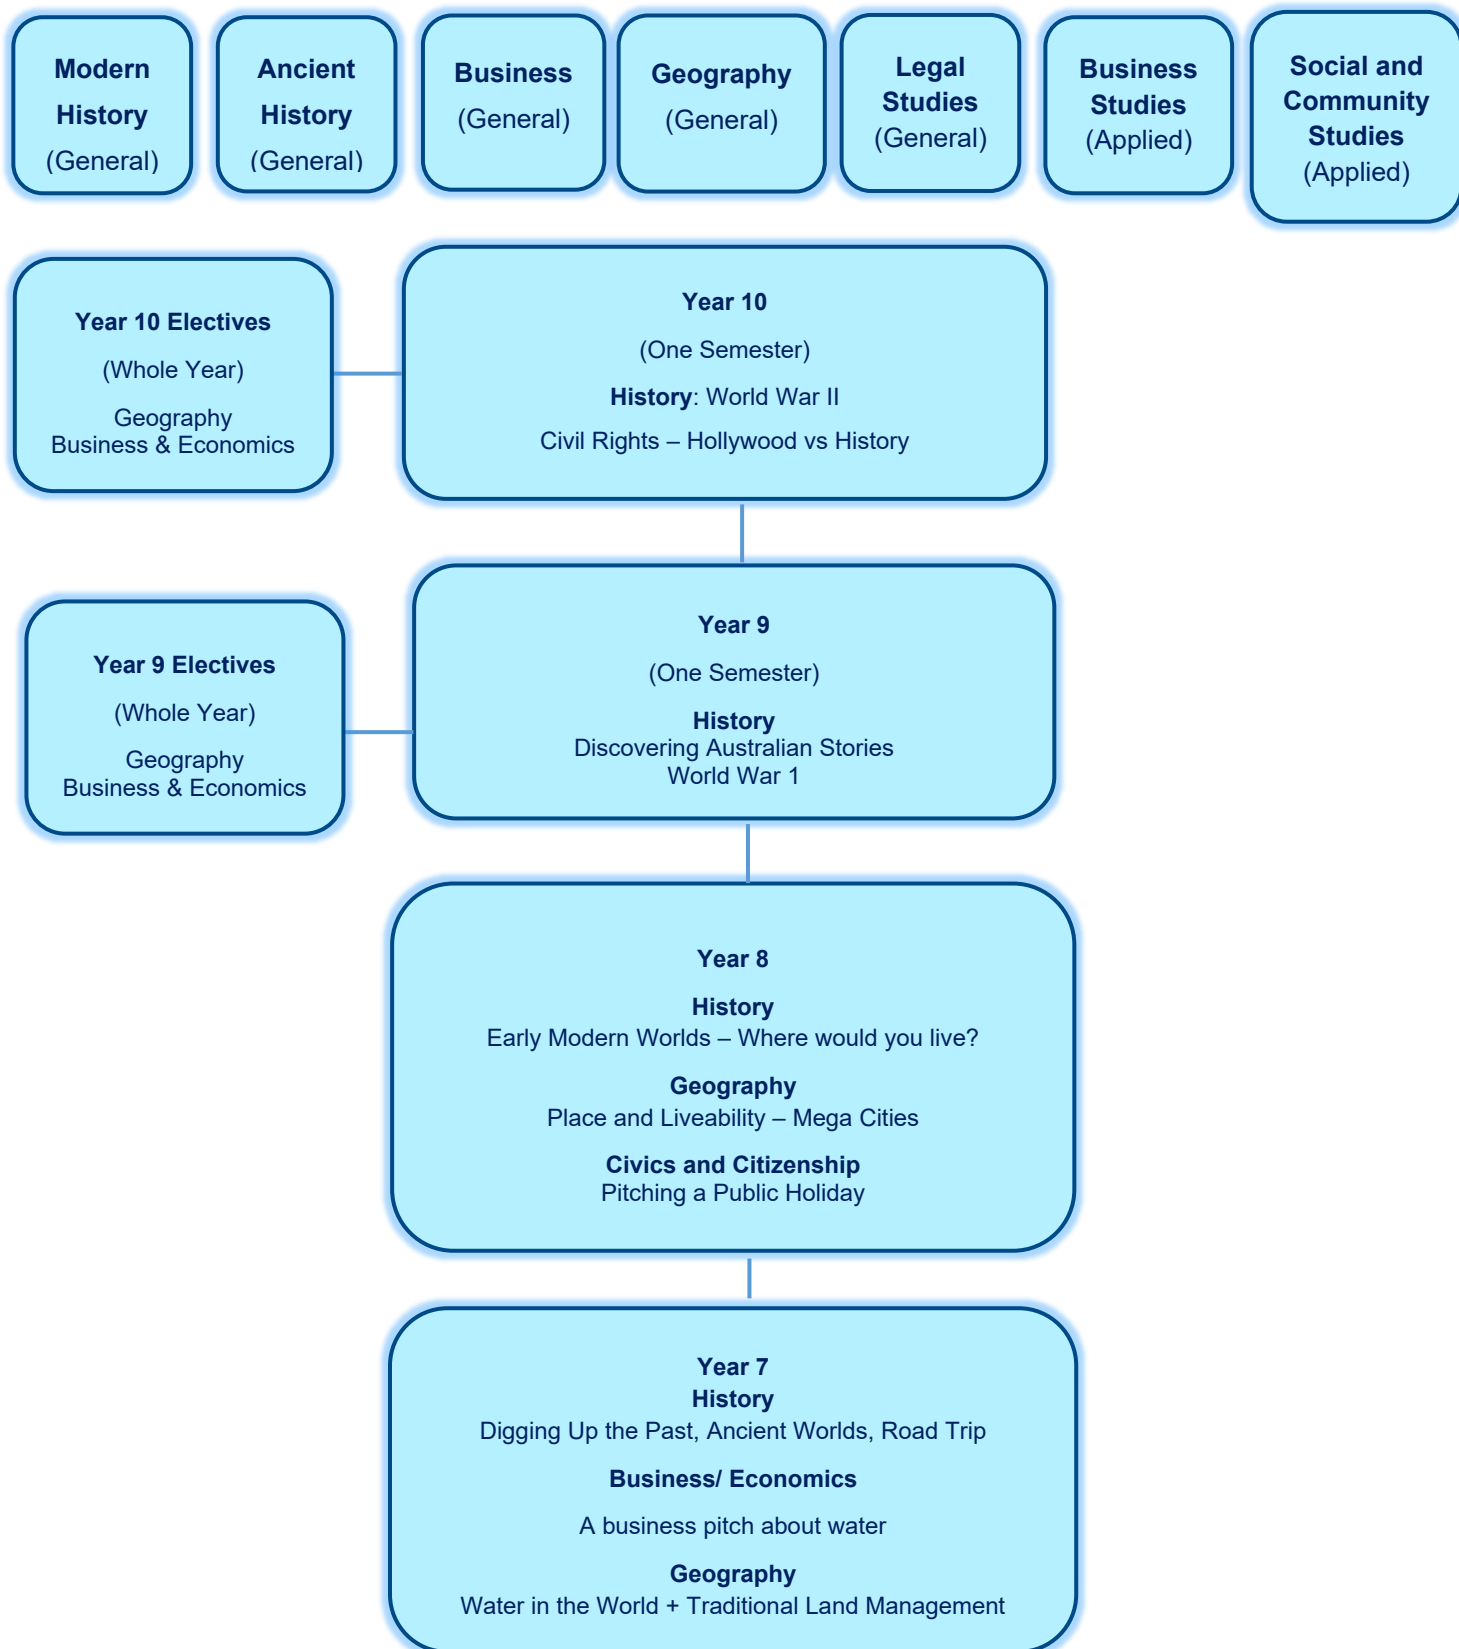 Modern
History
(General)
Ancient
History
(General)
Business
(General)
Geography
(General)
Legal
Studies
(General)
Business
Studies
(Applied)
Social and
Community
Studies
(Applied)
Year 10 Electives
(Whole Year)
Geography
Business & Economics
Year 10
(One Semester)
History: World War II
Civil Rights – Hollywood vs History
Year 9 Electives
(Whole Year)
Geography
Business & Economics
Year 9
(One Semester)
History
Discovering Australian Stories
World War 1
Year 8
History
Early Modern Worlds – Where would you live?
Geography
Place and Liveability – Mega Cities
Civics and Citizenship
Pitching a Public Holiday
Year 7
History
Digging Up the Past, Ancient Worlds, Road Trip
Business/ Economics
A business pitch about water
Geography
Water in the World + Traditional Land Management